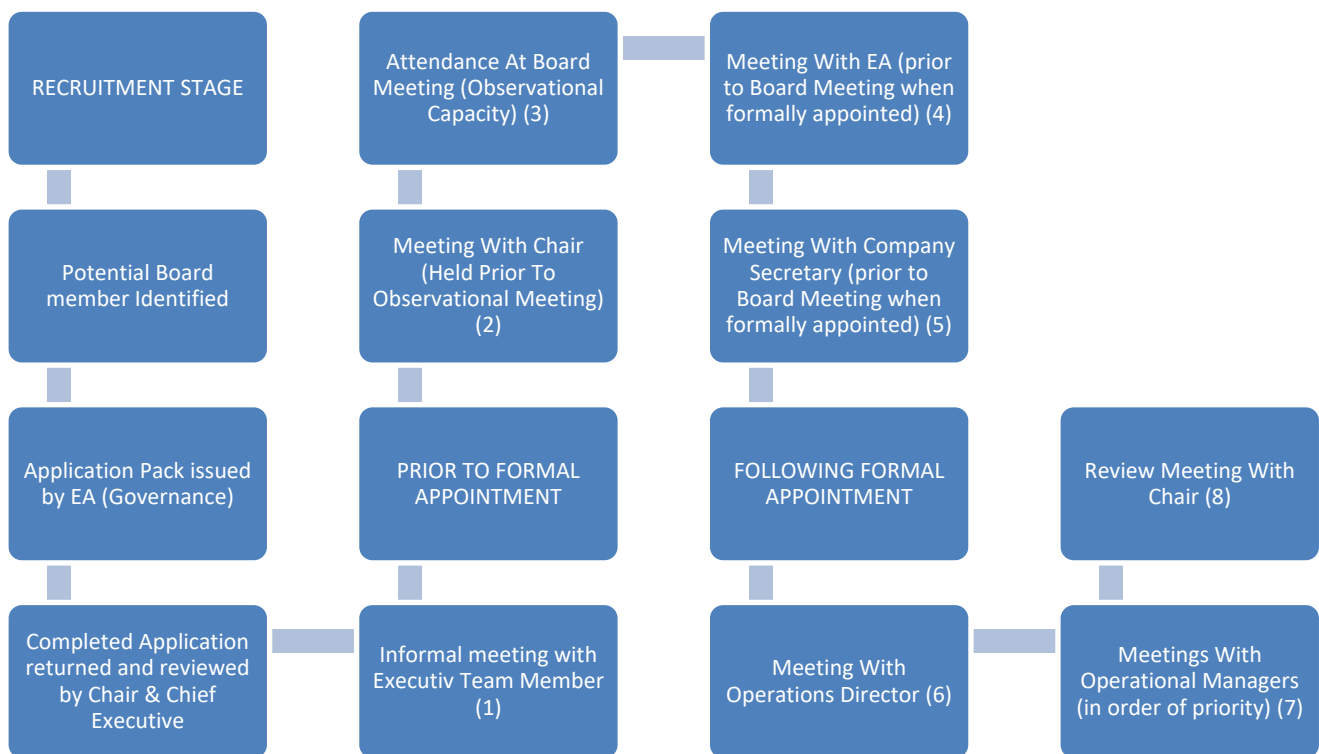 RECRUITMENT STAGE
Potential Board
member Identified
Application Pack issued
by EA (Governance)
Completed Application
returned and reviewed
by Chair & Chief
Executive
Informal meeting with
Executiv Team Member
(1)
PRIOR TO FORMAL
APPOINTMENT
Meeting With Chair
(Held Prior To
Observational Meeting)
(2)
Attendance At Board
Meeting (Observational
Capacity) (3)
Meeting With EA (prior
to Board Meeting when
formally appointed) (4)
Meeting With Company
Secretary (prior to
Board Meeting when
formally appointed) (5)
FOLLOWING FORMAL
APPOINTMENT
Meeting With
Operations Director (6)
Meetings With
Operational Managers
(in order of priority) (7)
Review Meeting With
Chair (8)